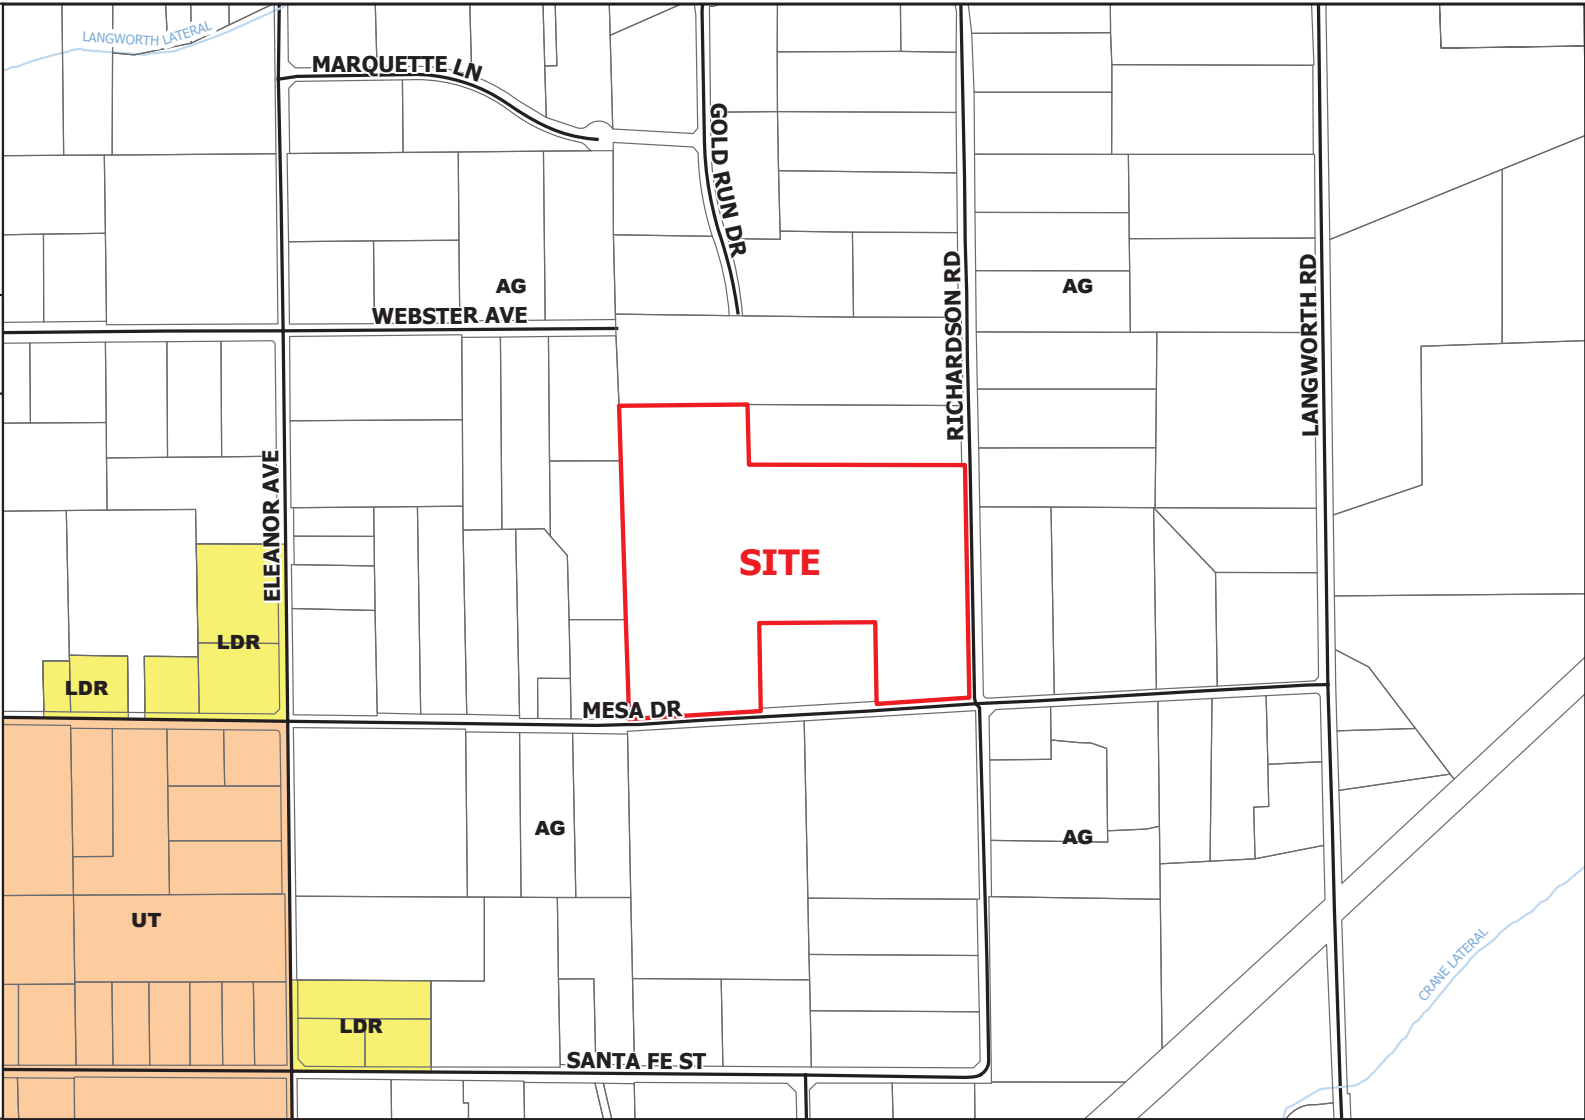 LANGWORTH LATERAL
MARQUETTE LN
GOLD RUN DR
AG
AG
WEBSTER AVE
RICHARDSON RD
LANGWORTH RD
ELEANOR AVE
SITE
LDR
LDR
MESA DR
AG
AG
UT
CRANE LATERAL
LDR
SANTA FE ST